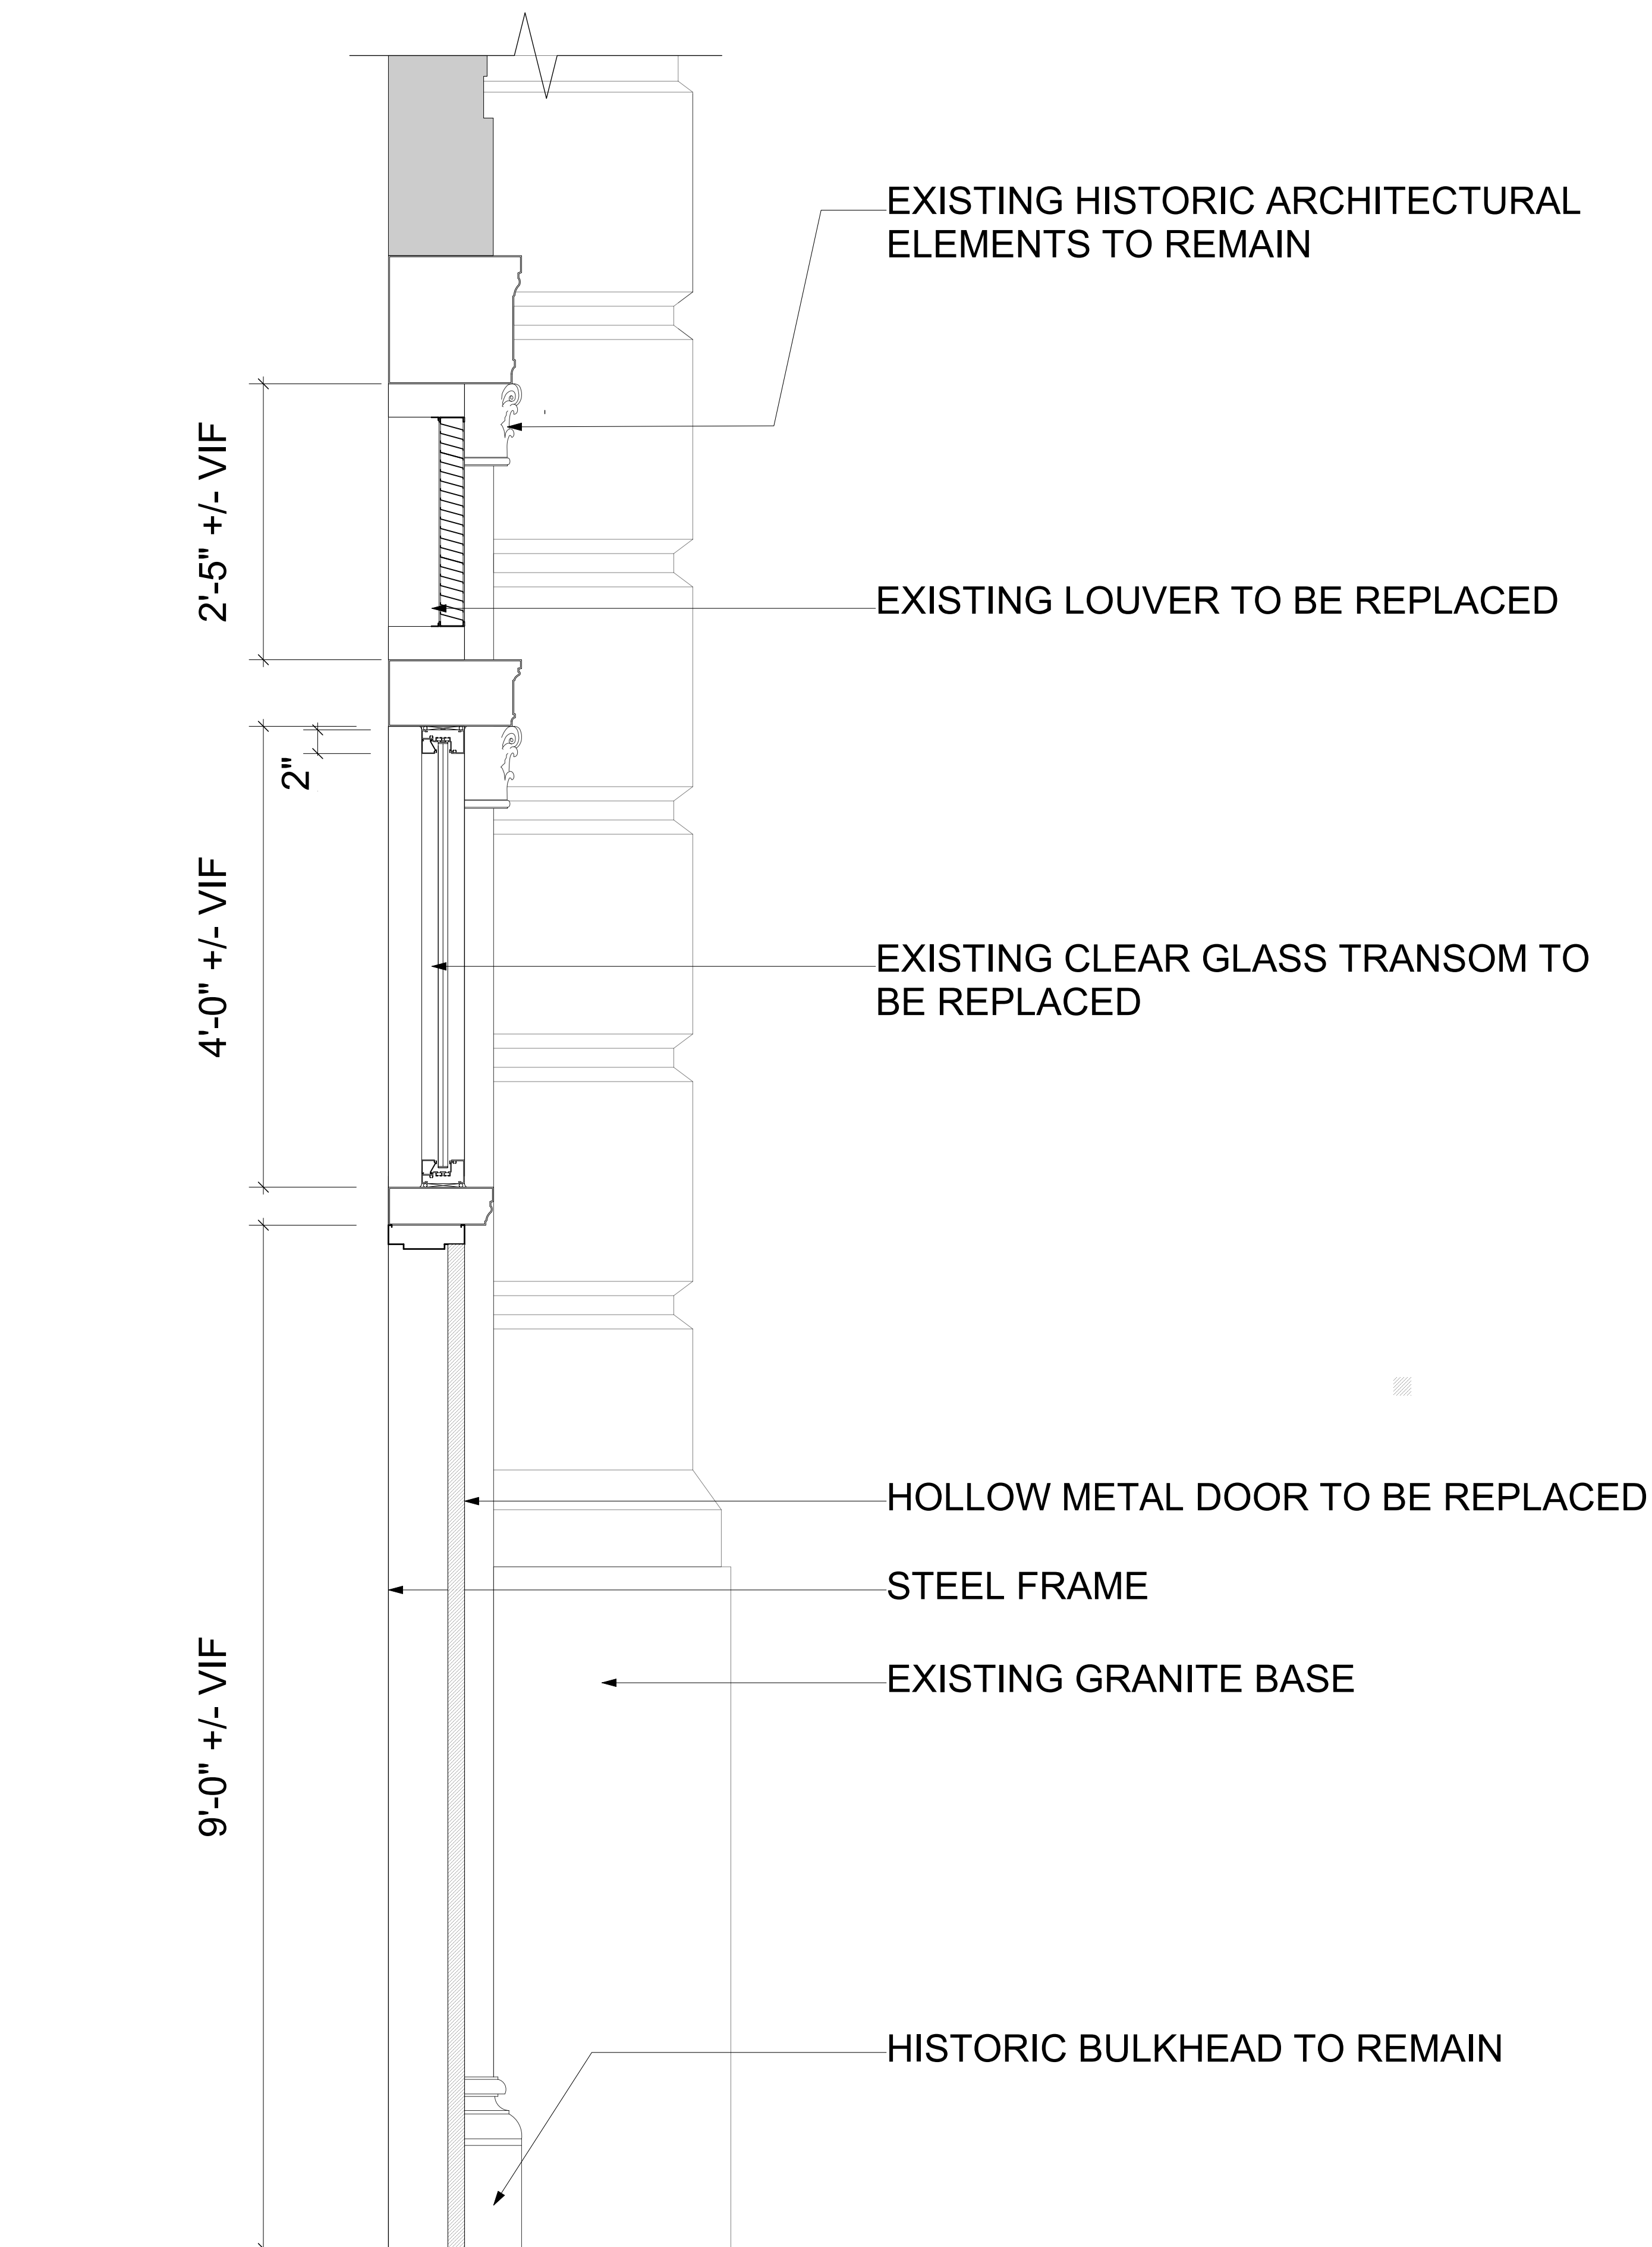 EXISTING HISTORIC ARCHITECTURAL
ELEMENTS TO REMAIN
2'-5" +/- VIF
EXISTING LOUVER TO BE REPLACED
2"
4'-0" +/- VIF
EXISTING CLEAR GLASS TRANSOM TO
BE REPLACED
HOLLOW METAL DOOR TO BE REPLACED
STEEL FRAME
EXISTING GRANITE BASE
9'-0" +/- VIF
HISTORIC BULKHEAD TO REMAIN